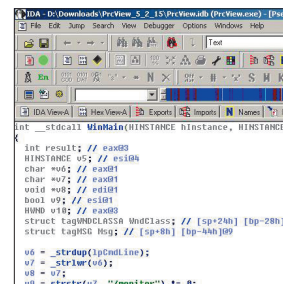 IDA - D:\Downloads\PrcView_5_2_15\PrcView.idb (PrcView.exe) - [Pse
File Edit Jump Search View Debugger Options Windows Help
Text
En
IDA View-A Hex View-A Exports Imports N Names
int __stdcall WinMain(HINSTANCE hInstance, HINSTANCE
{
int result; // eax@3
HINSTANCE v5; // esi@4
char *v6; // eax@1
char *v7; // eax@1
void *v8; // edi@1
bool v9; // esi@1
HWND v10; // eax@3
struct tagWNDCLASSA WndClass; // [sp+24h] [bp-28h]
struct tagMSG Msg; // [sp+8h] [bp-44h]@9
v6 = _strdup(lpCmdLine);
v7 = _strlwr(v6);
v8 = v7;
v9 = strstr(v7, "/monitor") != 0;